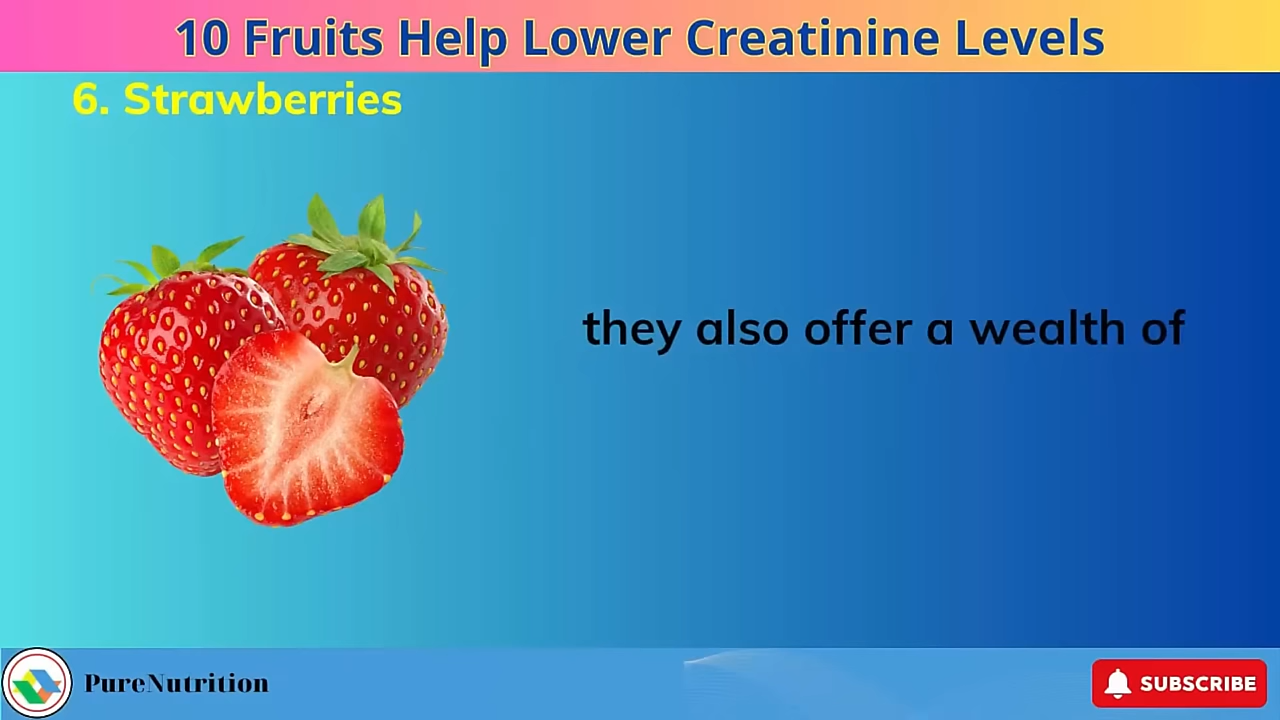 10 Fruits Help Lower Creatinine Levels
6. Strawberries
they also offer a wealth of
PureNutrition
SUBSCRIBE